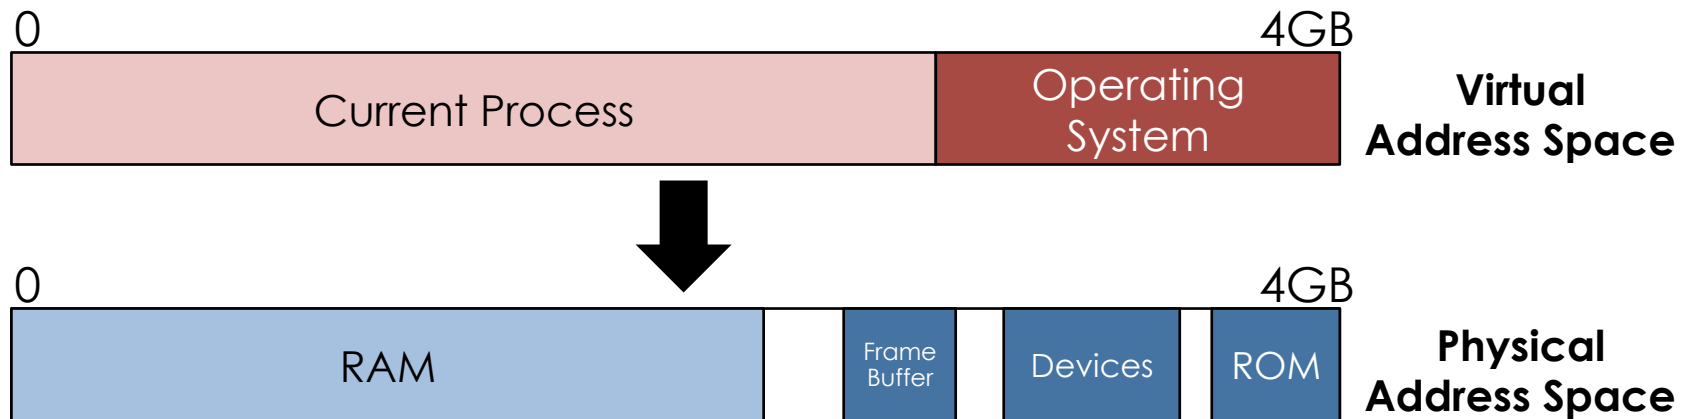 0
4GB
Current Process
Operating
System
Virtual
Address Space
0
4GB
RAM
Frame
Buffer
Devices
ROM
Physical
Address Space